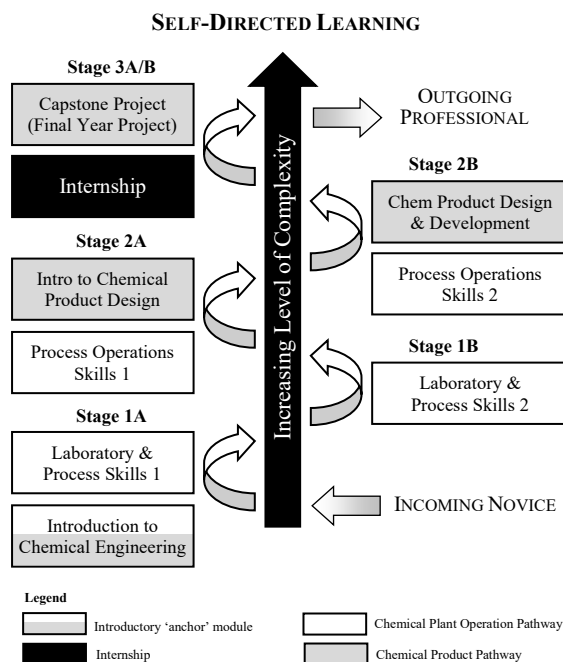 SELF-DIRECTED LEARNING
Stage 3A/B
Capstone Project
(Final Year Project)
Internship
OUTGOING
PROFESSIONAL
Stage 2B
Chem Product Design
& Development
Process Operations
Skills 2
Stage 2A
Intro to Chemical
Product Design
Process Operations
Skills 1
Increasing Level of Complexity
Stage 1B
Laboratory &
Process Skills 2
Stage 1A
Laboratory &
Process Skills 1
Introduction to
Chemical Engineering
INCOMING NOVICE
Legend
Introductory ‘anchor’ module
Internship
Chemical Plant Operation Pathway
Chemical Product Pathway